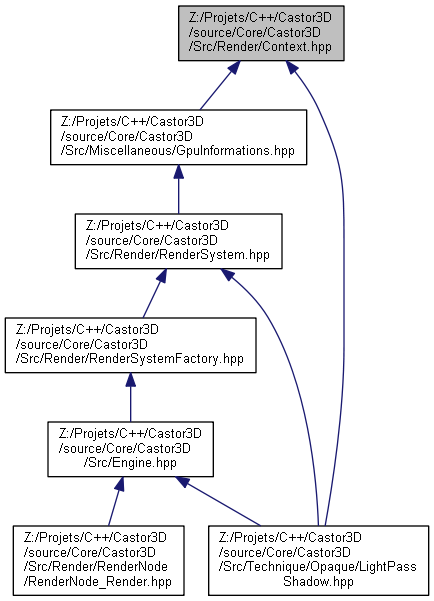 Z:/Projets/C++/Castor3D
/source/Core/Castor3D
/Src/Render/Context.hpp
Z:/Projets/C++/Castor3D
/source/Core/Castor3D
/Src/Miscellaneous/GpuInformations.hpp
Z:/Projets/C++/Castor3D
/source/Core/Castor3D
/Src/Render/RenderSystem.hpp
Z:/Projets/C++/Castor3D
/source/Core/Castor3D
/Src/Render/RenderSystemFactory.hpp
Z:/Projets/C++/Castor3D
/source/Core/Castor3D
/Src/Engine.hpp
Z:/Projets/C++/Castor3D
/source/Core/Castor3D
/Src/Render/RenderNode
/RenderNode_Render.hpp
Z:/Projets/C++/Castor3D
/source/Core/Castor3D
/Src/Technique/Opaque/LightPass
Shadow.hpp